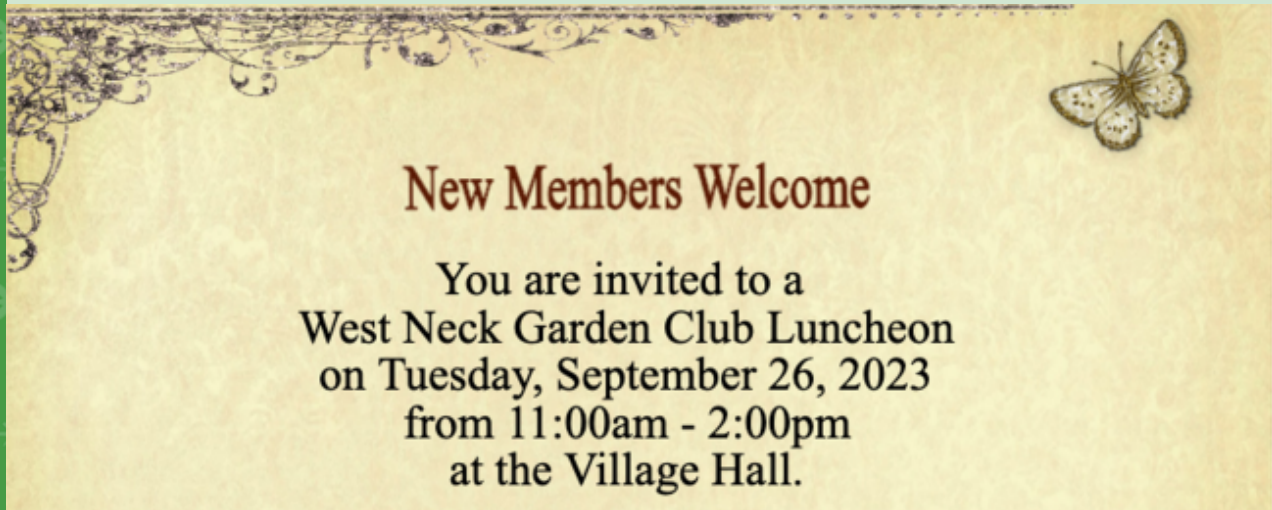 New Members Welcome
You are invited to a
West Neck Garden Club Luncheon
on Tuesday, September 26, 2023
from 11:00am - 2:00pm
at the Village Hall.